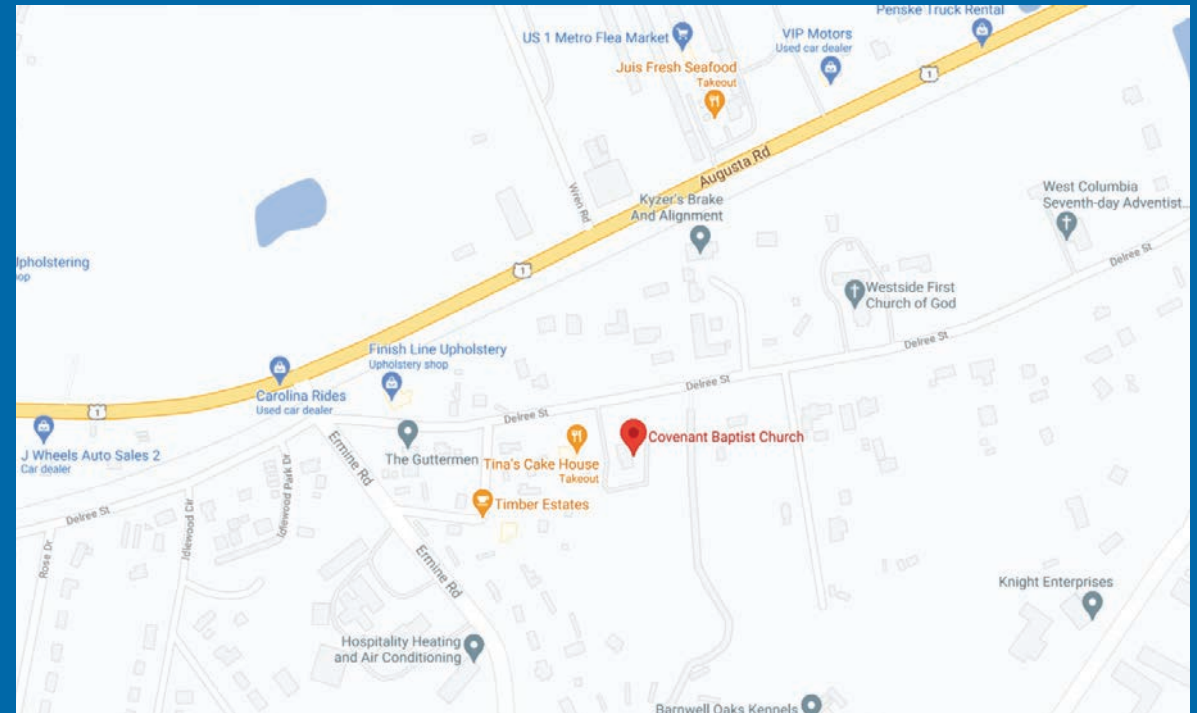 Penske Truck Rental
US 1 Metro Flea Market
VIP Motors
Used car dealer
Juis Fresh Seafood
Takeout
1
Augusta Rd
West Columbia
Seventh-day Adventist...
Wren Rd
Kyzer's Brake
And Alignment
Delree St
lpholstering
op
1
Westside First
Church of God
Delree St
Finish Line Upholstery
Upholstery shop
Delree St
Carolina Rides
Used car dealer
1
Delree St
J Wheels Auto Sales 2
Car dealer
Ermine Rd
The Guttermen
Tina's Cake House
Takeout
Covenant Baptist Church
Idlewood Park Dr
Timber Estates
Delree St
Idlewood Cir
Rose Dr
Ermine Rd
Knight Enterprises
Hospitality Heating
and Air Conditioning
Barnwell Oaks Kennels